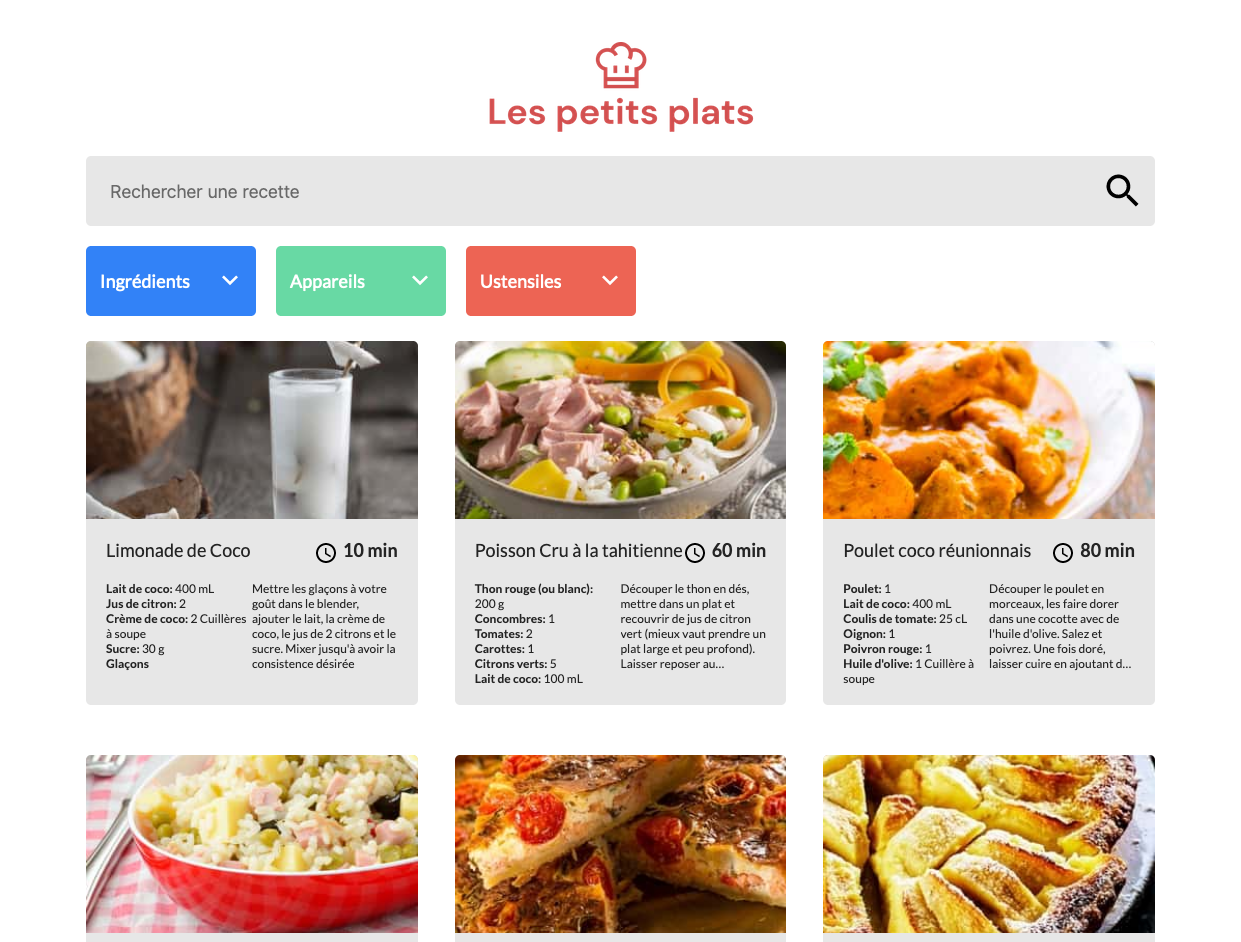 Les petits plats
Rechercher une recette
Ingrédients
Appareils
Ustensiles
Limonade de Coco
10 min
Lait de coco: 400 mL
Jus de citron: 2
Crème de coco: 2 Cuillères
à soupe
Sucre: 30 g
Glaçons
Mettre les glaçons à votre
goût dans le blender,
ajouter le lait, la crème de
coco, le jus de 2 citrons et le
sucre. Mixer jusqu'à avoir la
consistence désirée
Poisson Cru à la tahitienne
60 min
Thon rouge (ou blanc):
200 g
Concombres: 1
Tomates: 2
Carottes: 1
Citrons verts: 5
Lait de coco: 100 mL
Découper le thon en dés,
mettre dans un plat et
recouvrir de jus de citron
vert (mieux vaut prendre un
plat large et peu profond).
Laisser reposer au...
Poulet coco réunionnais
80 min
Poulet: 1
Lait de coco: 400 mL
Coulis de tomate: 25 cL
Oignon: 1
Poivron rouge: 1
Huile d'olive: 1 Cuillère à
soupe
Découper le poulet en
morceaux, les faire dorer
dans une cocotte avec de
l'huile d'olive. Salez et
poivrez. Une fois doré,
laisser cuire en ajoutant d...